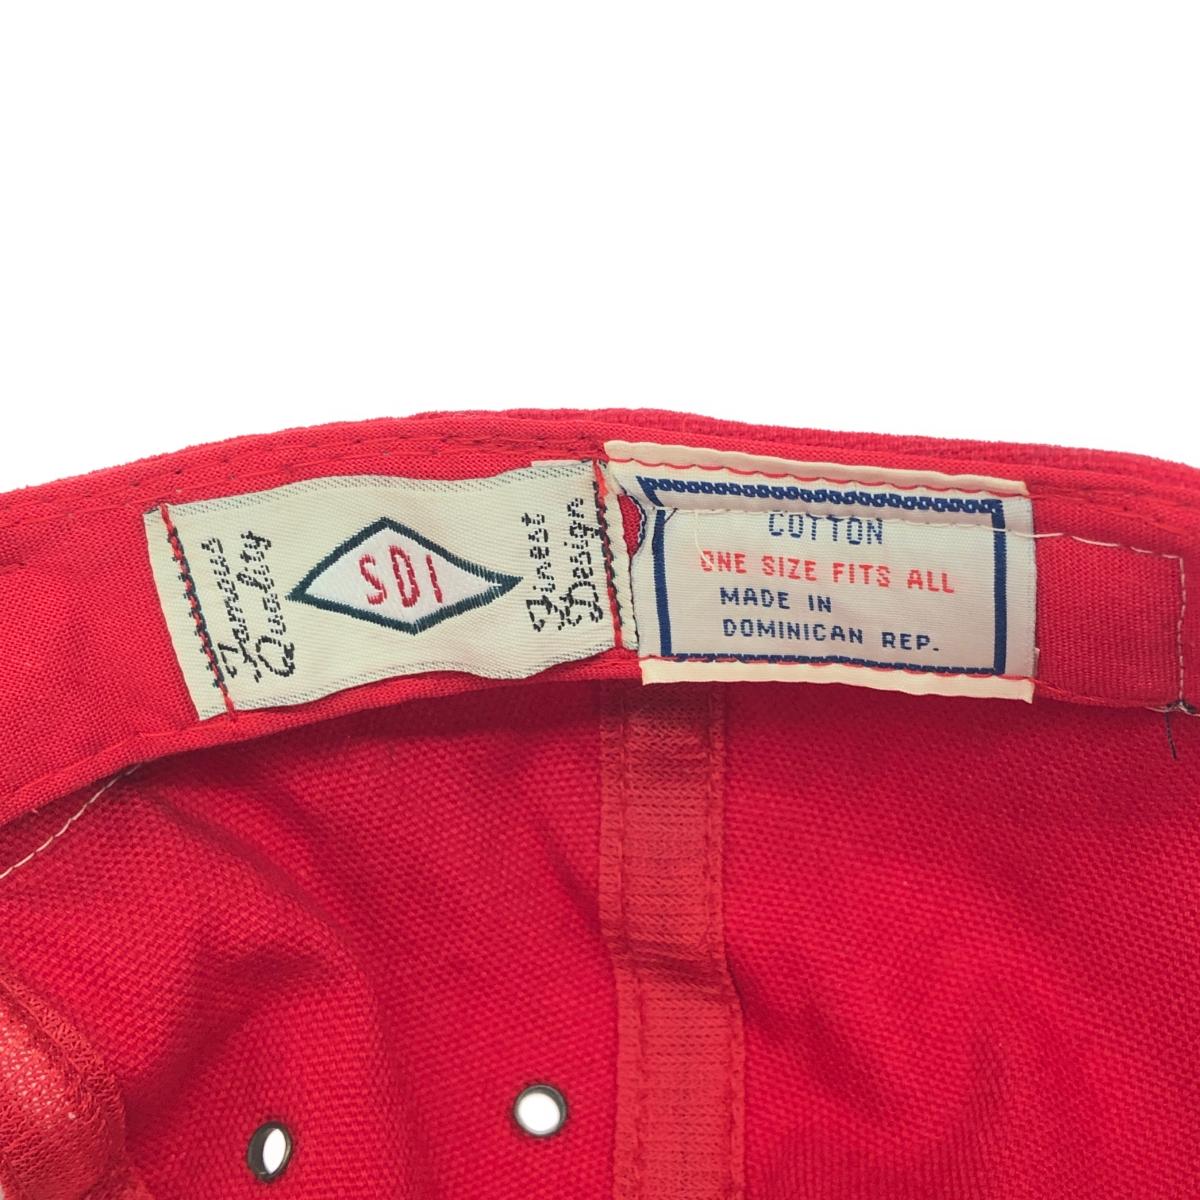 Famous
Quality
SDI
Finest
Design
COTTON
ONE SIZE FITS ALL
MADE IN
DOMINICAN REP.